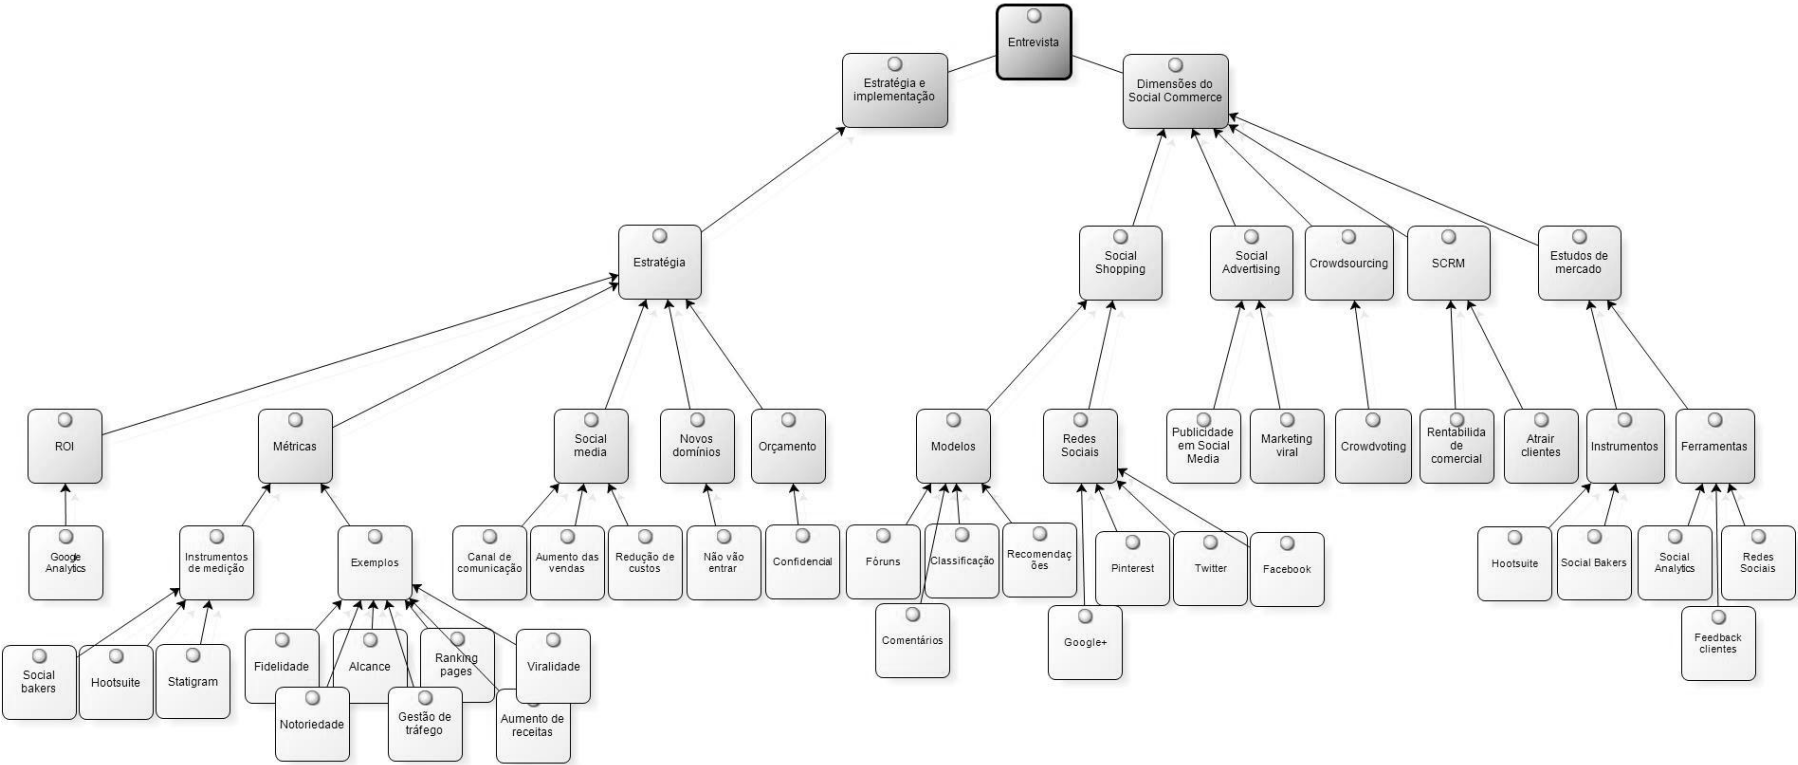 Entrevista
Estratégia e
implementação
Dimensões do
Social Commerce
Estratégia
Social
Shopping
Social
Advertising
Crowdsourcing
SCRM
Estudos de
mercado
ROI
Métricas
Social
media
Novos
domínios
Orçamento
Modelos
Redes
Sociais
Publicidade
em Social
Media
Marketing
viral
Crowdvoting
Rentabilida
de
comercial
Atrair
clientes
Instrumentos
Ferramentas
Google
Analytics
Instrumentos
de medição
Exemplos
Canal de
comunicação
Aumento das
vendas
Redução de
custos
Não vão
entrar
Confidencial
Fóruns
Classificação
Recomendaç
ões
Pinterest
Twitter
Facebook
Hootsuite
Social Bakers
Social
Analytics
Redes
Sociais
Comentários
Google+
Feedback
clientes
Social
bakers
Hootsuite
Statigram
Fidelidade
Alcance
Ranking
pages
Viralidade
Notoriedade
Gestão de
tráfego
Aumento de
receitas